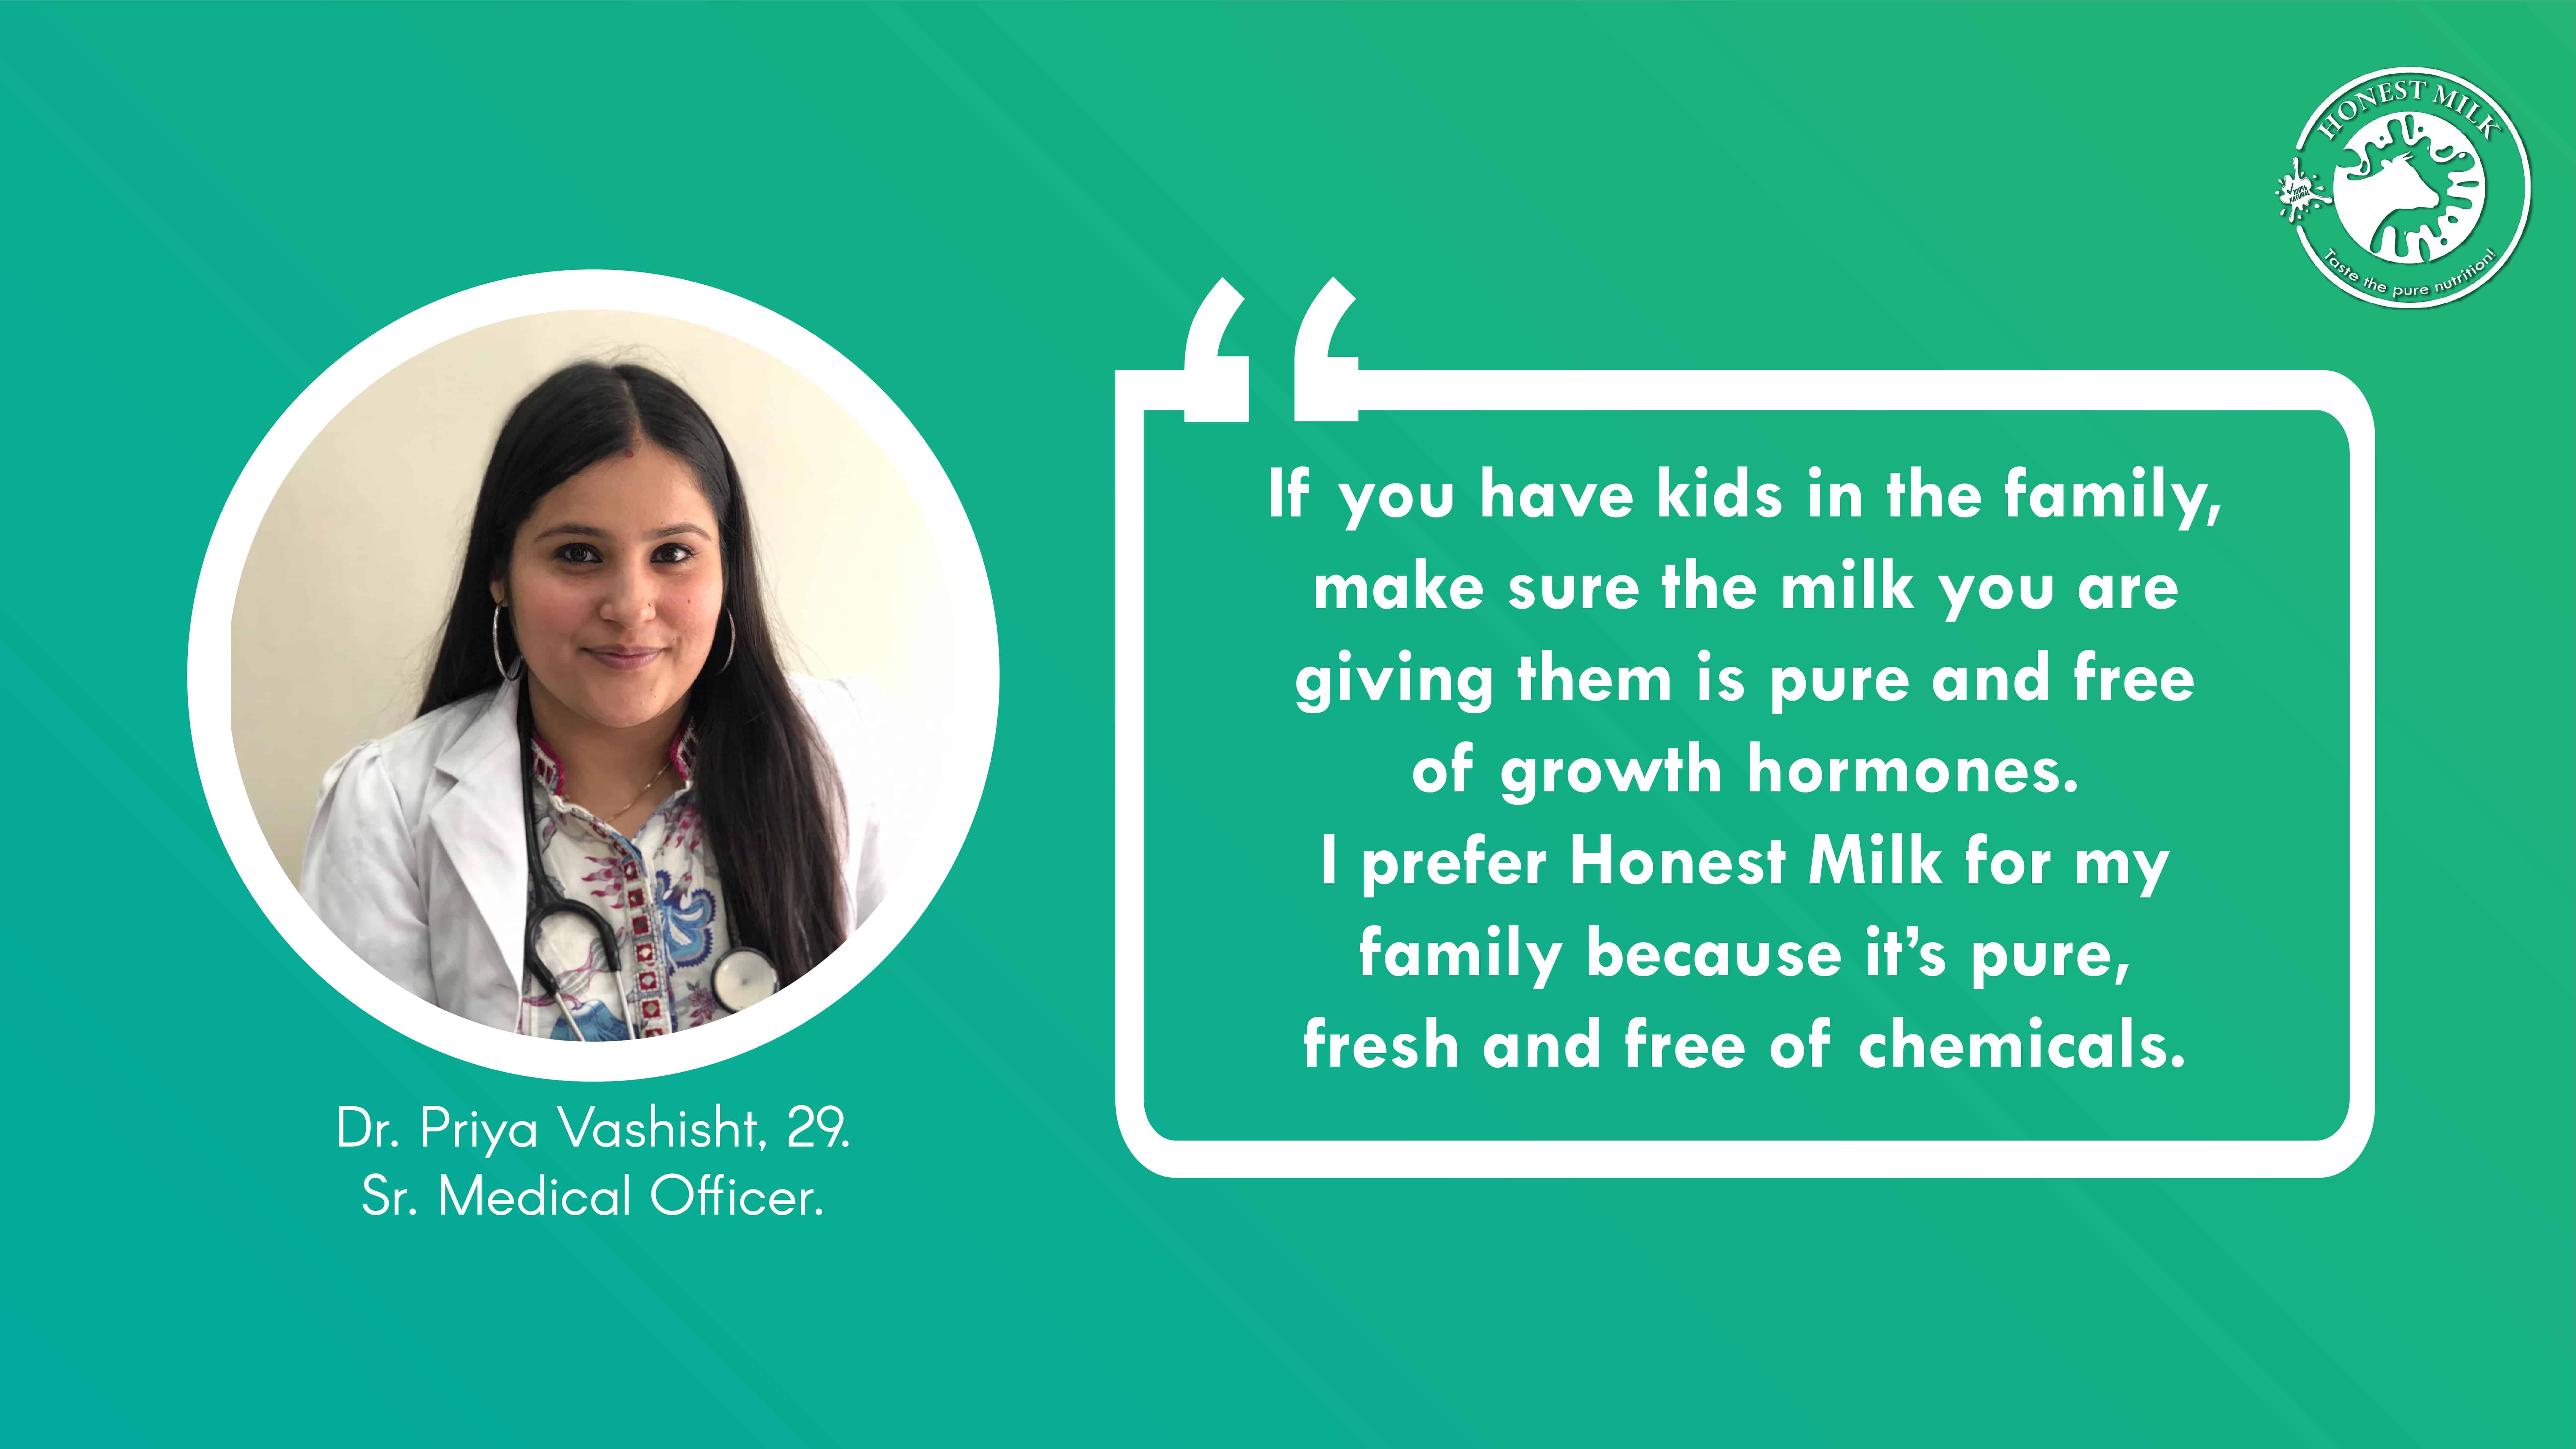 HONEST MILK
100%
NATURAL
Taste the pure nutrition!
If you have kids in the family,
make sure the milk you are
giving them is pure and free
of growth hormones.
I prefer Honest Milk for my
family because it’s pure,
fresh and free of chemicals.
Dr. Priya Vashisht, 29.
Sr. Medical Officer.